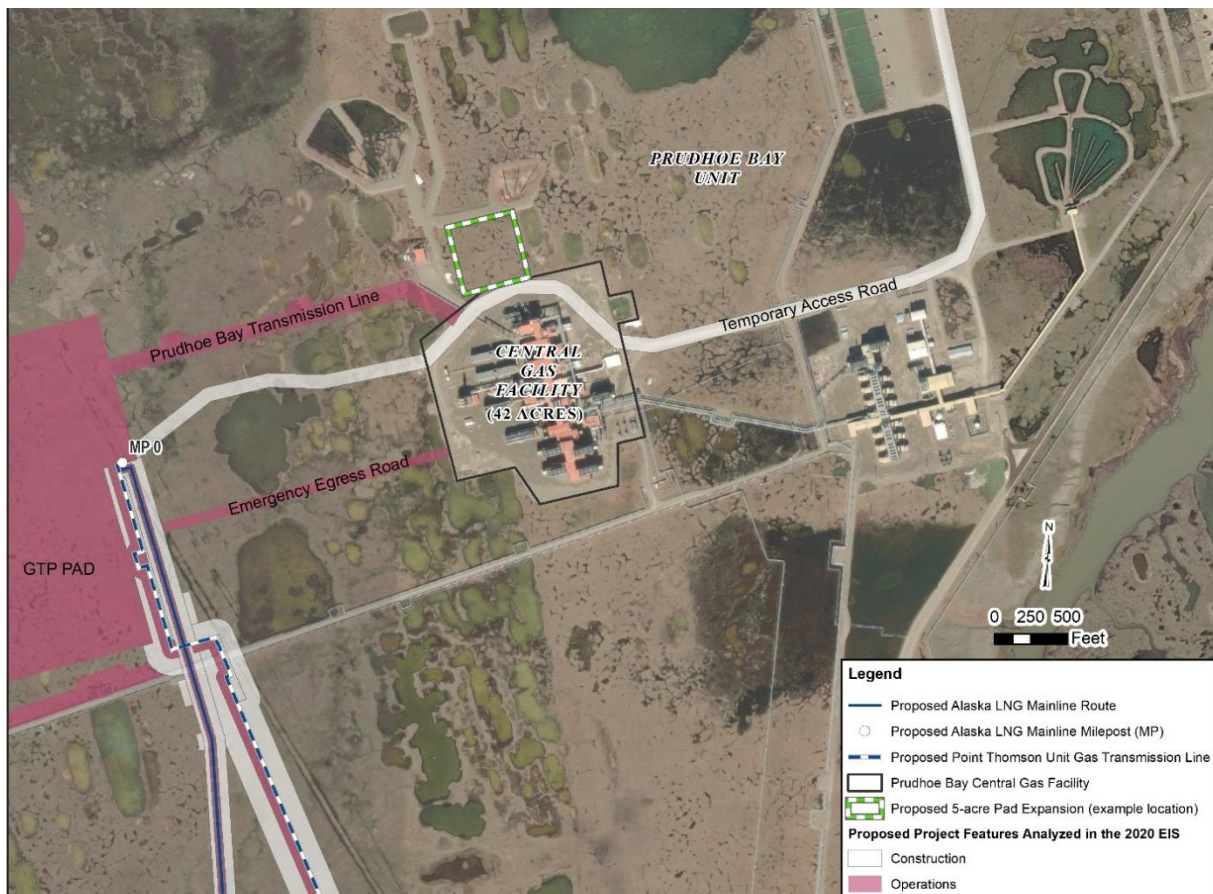 PRUDHOE BAY
UNIT
Prudhoe Bay Transmission Line
Temporary Access Road
CENTRAL
GAS
FACILITY
(42 ACRES)
MP 0
Emergency Egress Road
GTP PAD
N
0 250 500
Feet
Legend
Proposed Alaska LNG Mainline Route
Proposed Alaska LNG Mainline Milepost (MP)
Proposed Point Thomson Unit Gas Transmission Line
Prudhoe Bay Central Gas Facility
Proposed 5-acre Pad Expansion (example location)
Proposed Project Features Analyzed in the 2020 EIS
Construction
Operations